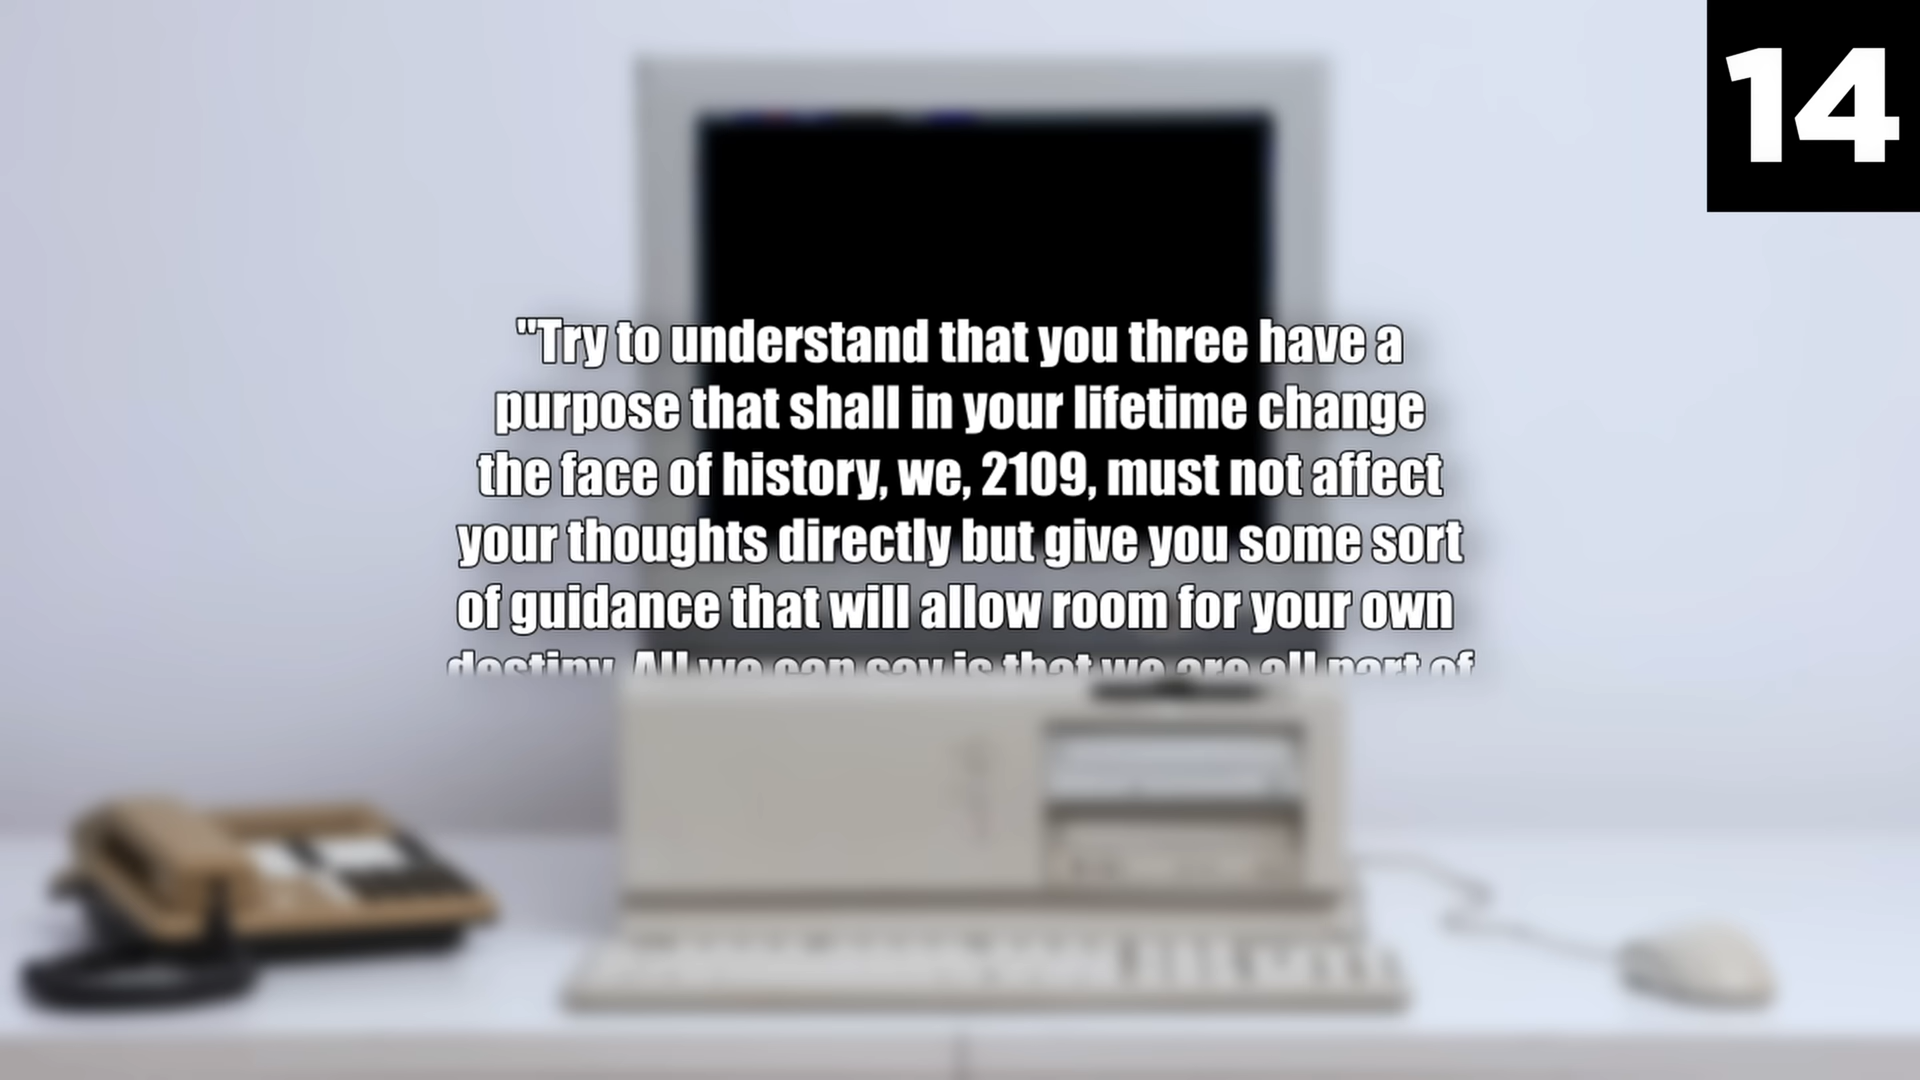 14
"Try to understand that you three have a
purpose that shall in your lifetime change
the face of history, we, 2109, must not affect
your thoughts directly but give you some sort
of guidance that will allow room for your own
destiny. All we can say is that we are all part of